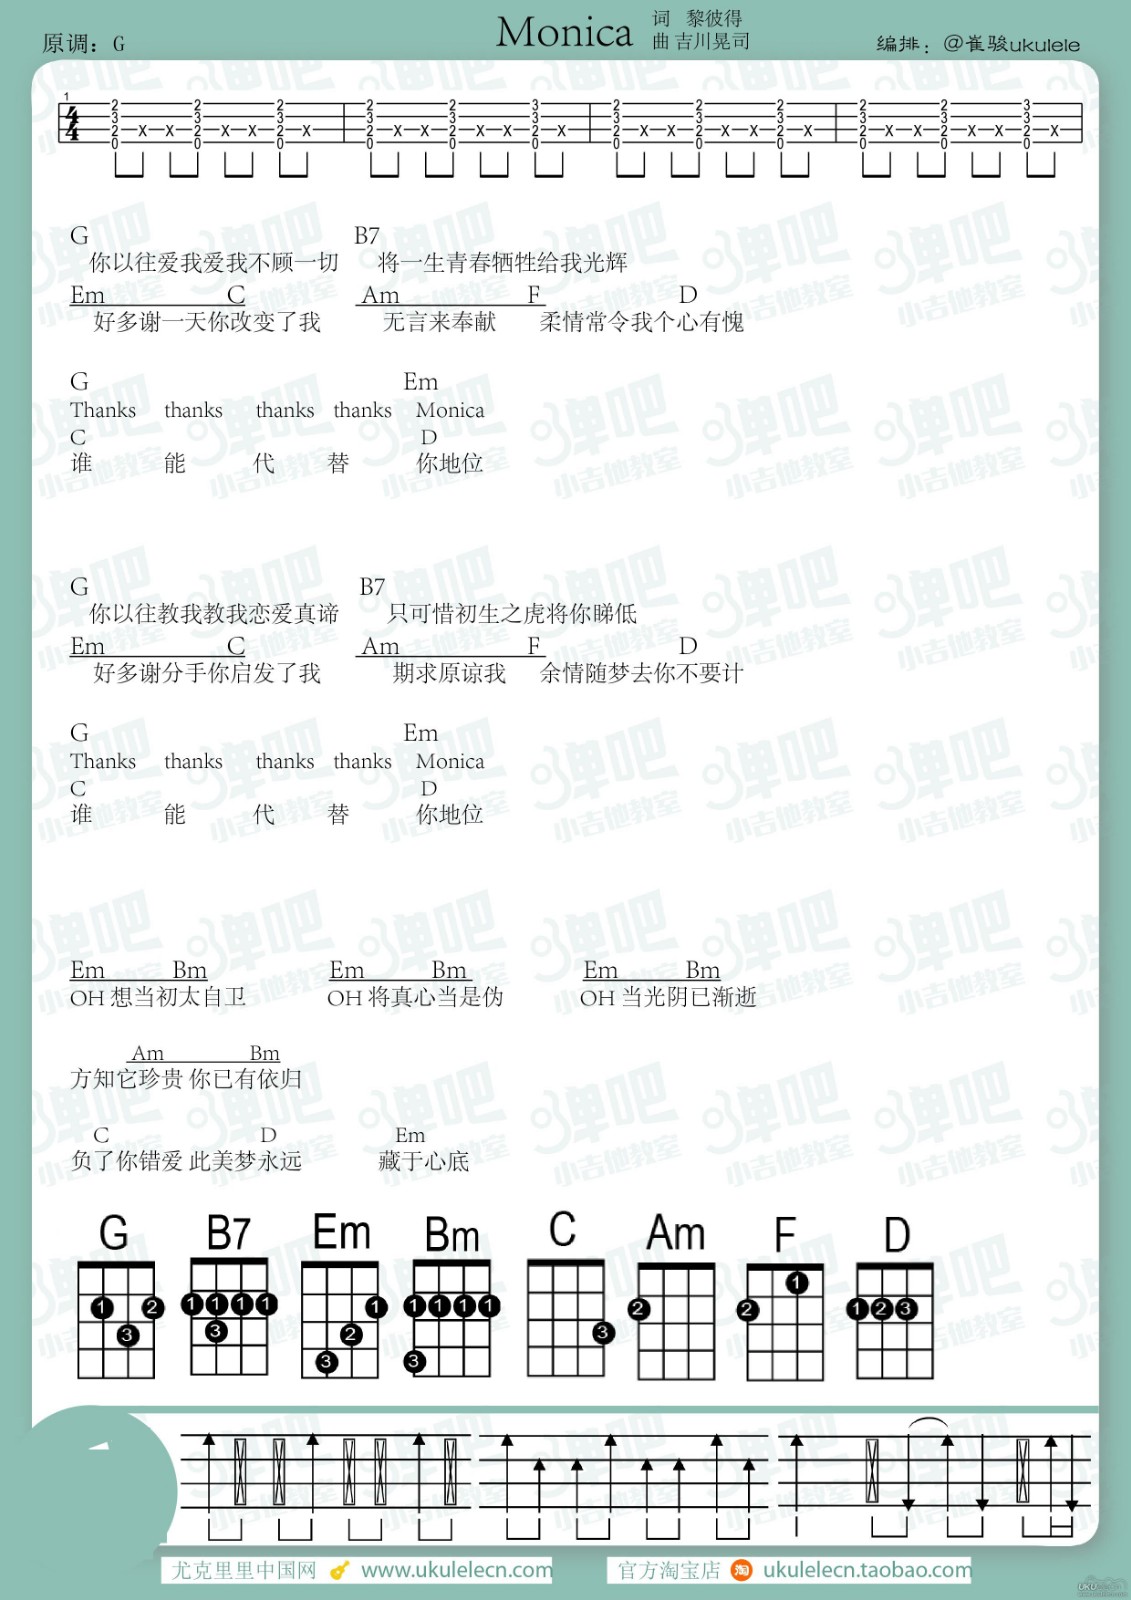 原调：G
Monica
词 黎彼得
曲 吉川晃司
编排：@崔骏ukulele
G B7
你以往爱我爱我不顾一切 将一生青春牺牲给我光辉
Em C Am F D
好多谢一天你改变了我 无言来奉献 柔情常令我个心有愧
G Em
Thanks thanks thanks thanks Monica
C D
谁 能 代 替 你地位
G B7
你以往教我教我恋爱真谛 只可惜初生之虎将你睇低
Em C Am F D
好多谢分手你启发了我 期求原谅我 余情随梦去你不要计
G Em
Thanks thanks thanks thanks Monica
C D
谁 能 代 替 你地位
Em Bm Em Bm Em Bm
OH 想当初太自卫 OH 将真心当是伪 OH 当光阴已渐逝
Am Bm
方知它珍贵 你已有依归
C D Em
负了你错爱 此美梦永远 藏于心底
G B7 Em Bm C Am F D
尤克里里中国网 www.ukulelecn.com 官方淘宝店 淘 ukulelecn.taobao.com
弹吧
小吉他教室